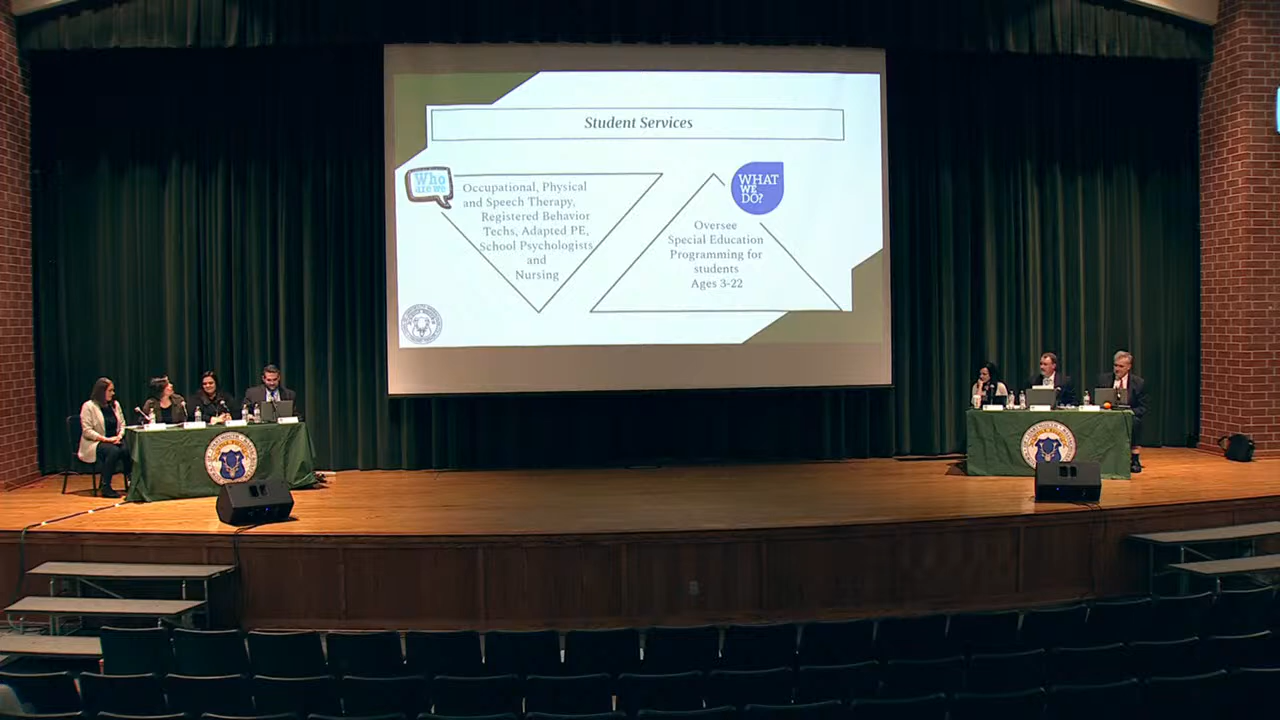 Student Services
Who
are we
Occupational, Physical
and Speech Therapy,
Registered Behavior
Techs, Adapted PE,
School Psychologists
and
Nursing
WHAT
WE
DO?
Oversee
Special Education
Programming for
students
Ages 3-22